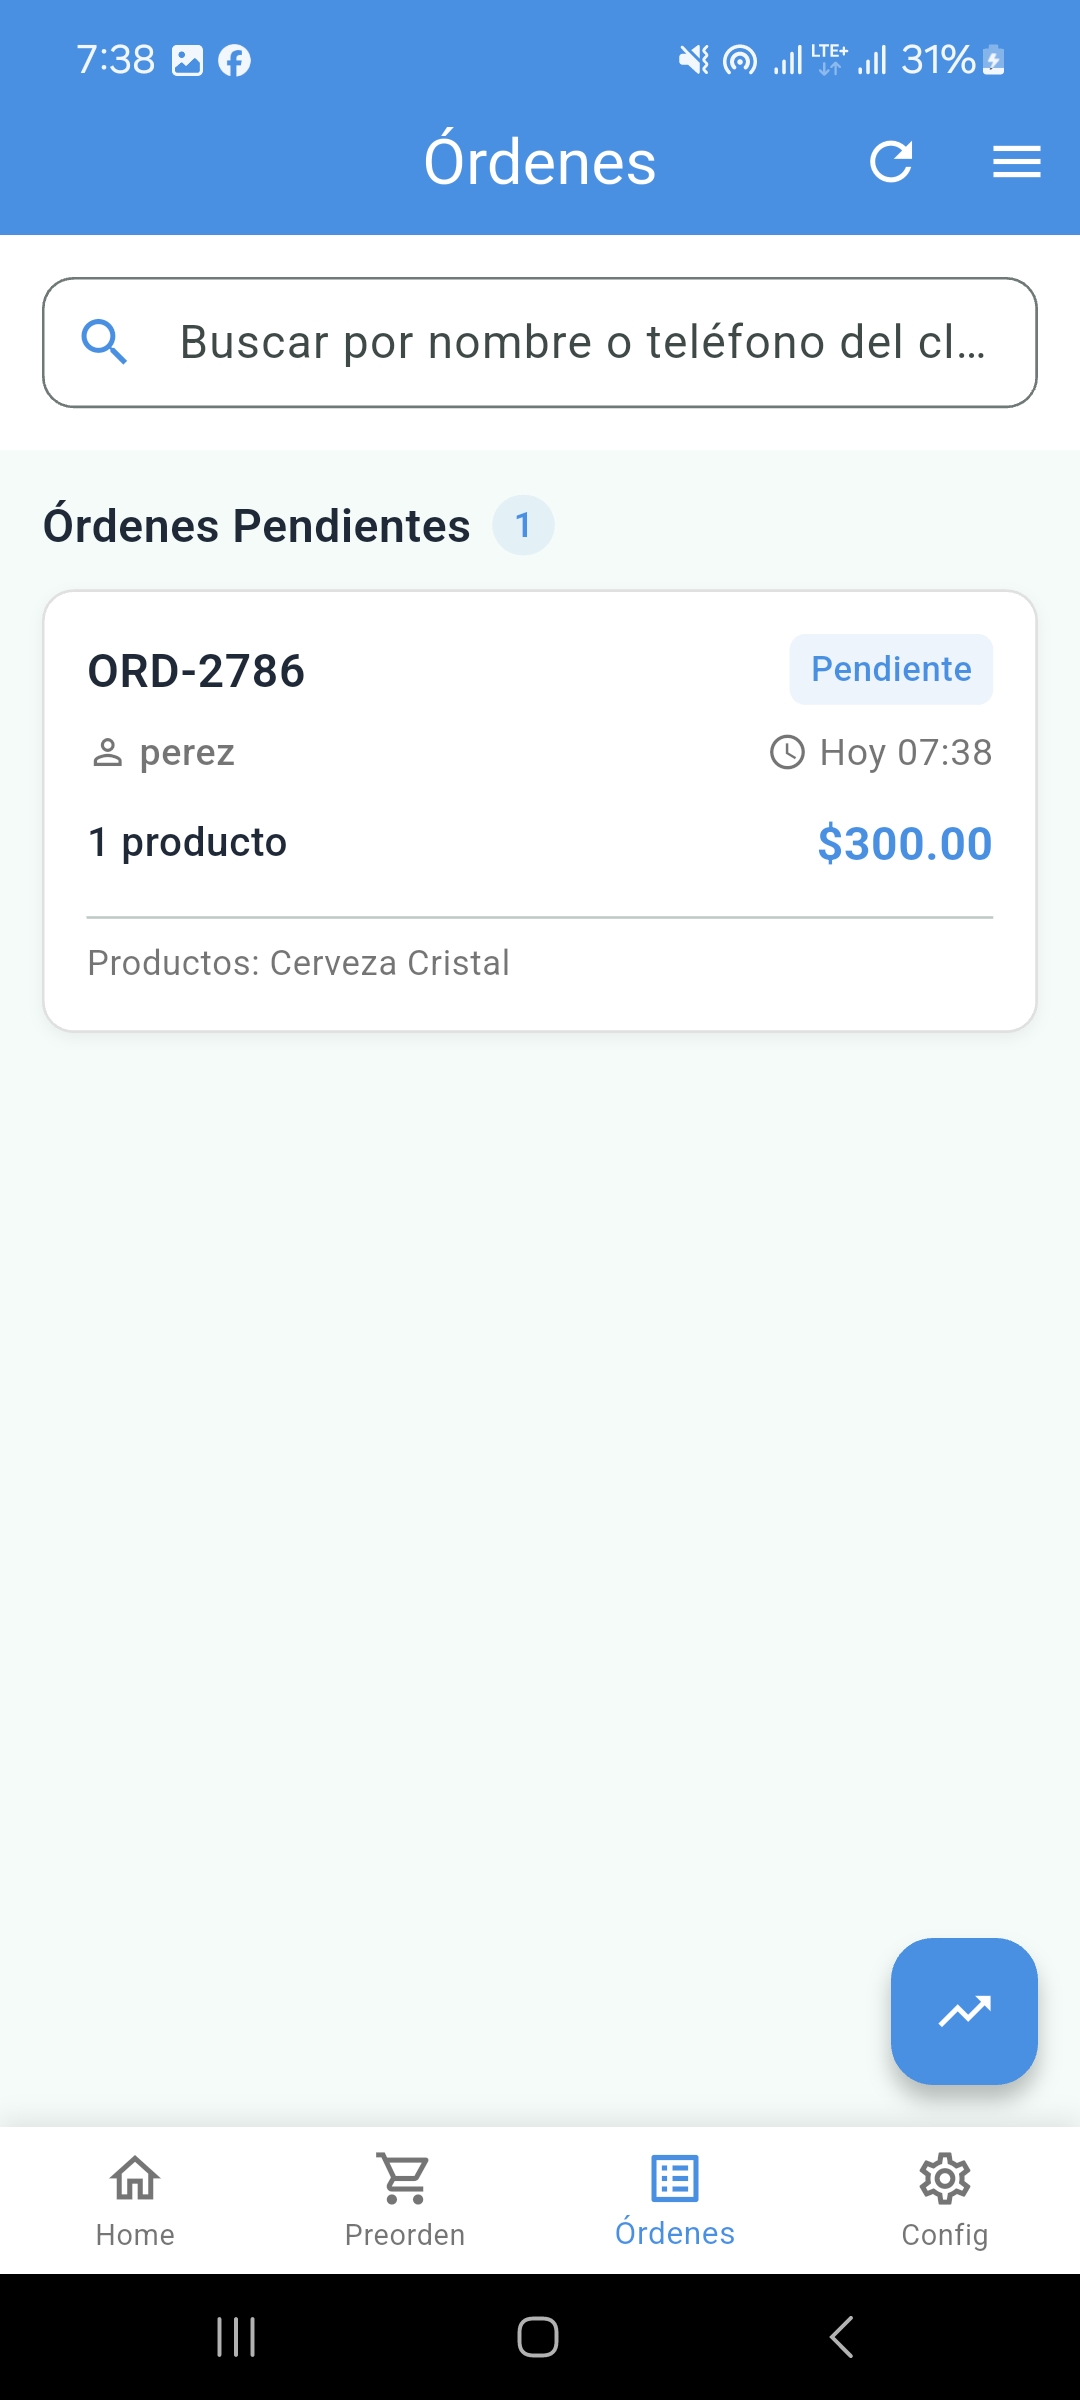 7:38 LTE+ 31%
Órdenes
Buscar por nombre o teléfono del cl...
Órdenes Pendientes 1
ORD-2786 Pendiente
perez Hoy 07:38
1 producto $300.00
Productos: Cerveza Cristal
Home Preorden Órdenes Config